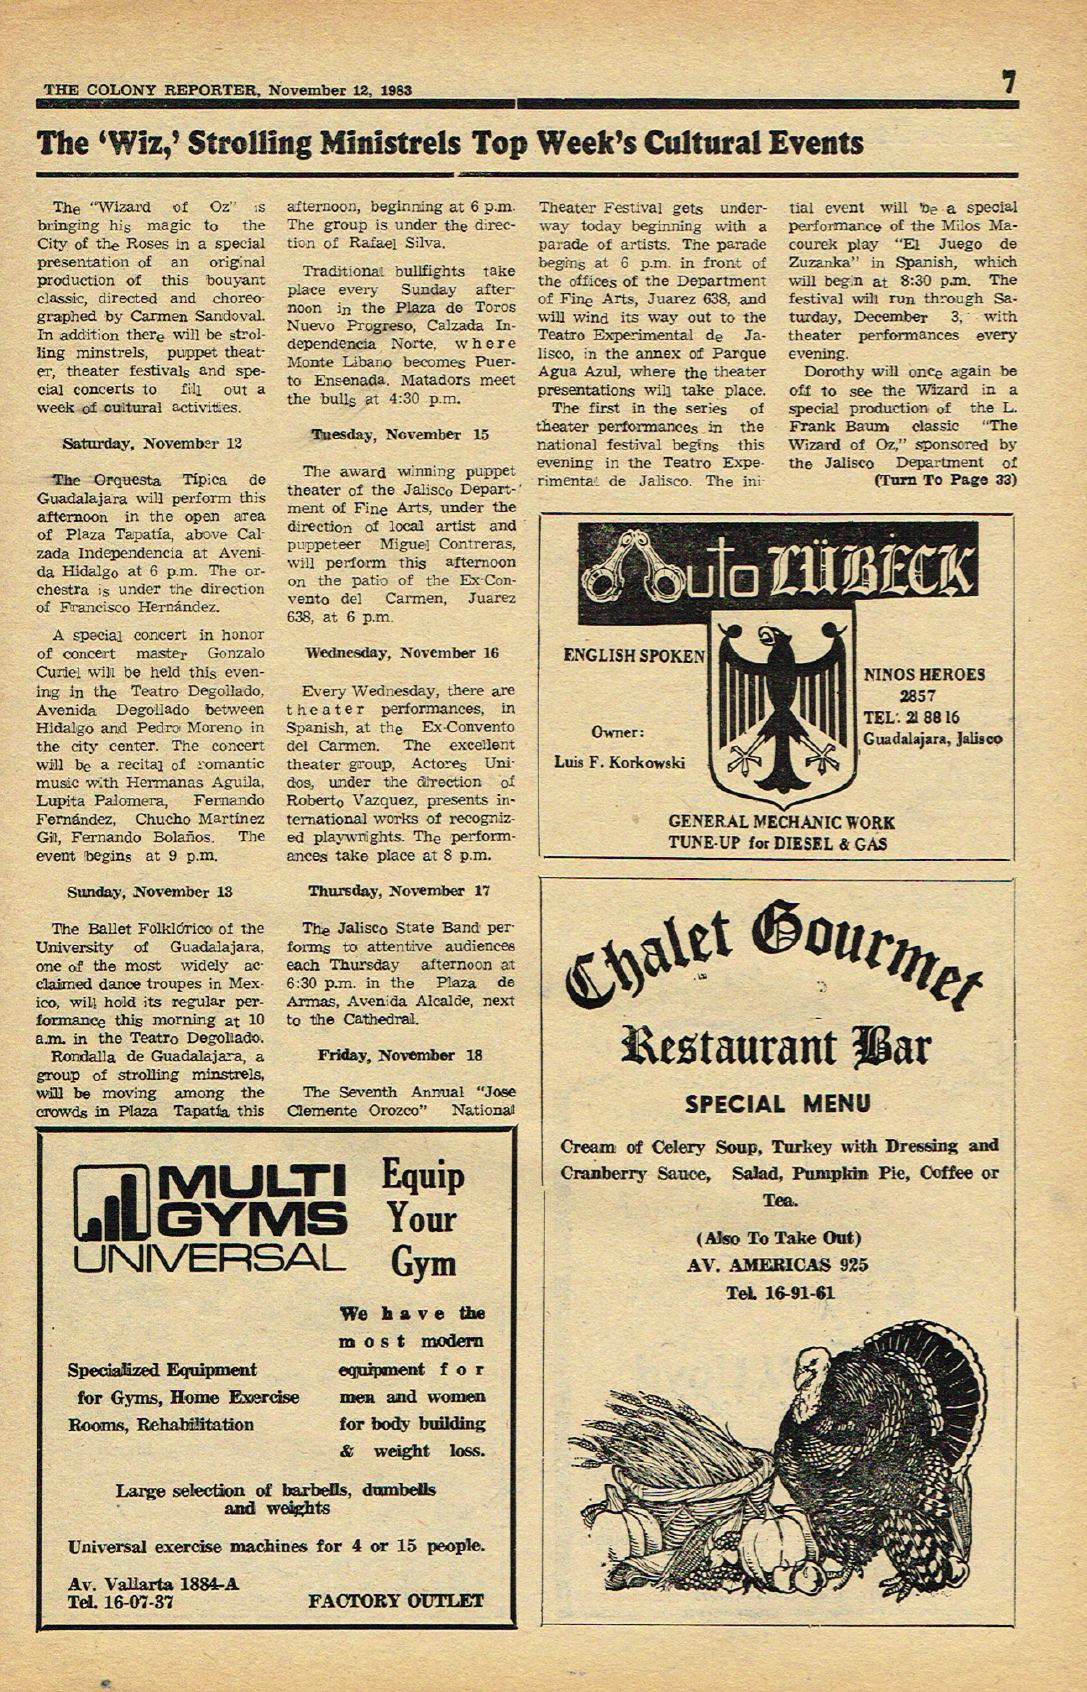 THE COLONY REPORTER, November 12, 1983
7
The ‘Wiz,’ Strolling Ministrels Top Week’s Cultural Events
The “Wizard of Oz” is
bringing his magic to the
City of the Roses in a special
presentation of an original
production of this bouyant
classic, directed and choreo-
graphed by Carmen Sandoval.
In addition there will be strol-
ling minstrels, puppet theat-
er, theater festivals and spe-
cial concerts to fill out a
week of cultural activities.
Saturday, November 12
The Orquesta Típica de
Guadalajara will perform this
afternoon in the open area
of Plaza Tapatía, above Cal-
zada Independencia at Aveni-
da Hidalgo at 6 p.m. The or-
chestra is under the direction
of Francisco Hernández.
A special concert in honor
of concert master Gonzalo
Curiel will be held this even-
ing in the Teatro Degollado,
Avenida Degollado between
Hidalgo and Pedro Moreno in
the city center. The concert
will be a recital of romantic
music with Hermanas Aguila,
Lupita Palomera, Fernando
Fernández, Chucho Martínez
Gil, Fernando Bolaños. The
event begins at 9 p.m.
Sunday, November 13
The Ballet Folklórico of the
University of Guadalajara,
one of the most widely ac-
claimed dance troupes in Mex-
ico, will hold its regular per-
formance this morning at 10
a.m. in the Teatro Degollado.
Rondalla de Guadalajara, a
group of strolling minstrels,
will be moving among the
crowds in Plaza Tapatía this
afternoon, beginning at 6 p.m.
The group is under the direc-
tion of Rafael Silva.
Traditional bullfights take
place every Sunday after-
noon in the Plaza de Toros
Nuevo Progreso, Calzada In-
dependencia Norte, where
Monte Libano becomes Puer-
to Ensenada. Matadors meet
the bulls at 4:30 p.m.
Tuesday, November 15
The award winning puppet
theater of the Jalisco Depart-
ment of Fine Arts, under the
direction of local artist and
puppeteer Miguel Contreras,
will perform this afternoon
on the patio of the Ex-Con-
vento del Carmen, Juarez
638, at 6 p.m.
Wednesday, November 16
Every Wednesday, there are
theater performances, in
Spanish, at the Ex-Convento
del Carmen. The excellent
theater group, Actores Uni-
dos, under the direction of
Roberto Vazquez, presents in-
ternational works of recogniz-
ed playwrights. The perform-
ances take place at 8 p.m.
Thursday, November 17
The Jalisco State Band per-
forms to attentive audiences
each Thursday afternoon at
6:30 p.m. in the Plaza de
Armas, Avenida Alcalde, next
to the Cathedral.
Friday, November 18
The Seventh Annual “Jose
Clemente Orozco” National
Theater Festival gets under-
way today beginning with a
parade of artists. The parade
begins at 6 p.m. in front of
the offices of the Department
of Fine Arts, Juarez 638, and
will wind its way out to the
Teatro Experimental de Ja-
lisco, in the annex of Parque
Agua Azul, where the theater
presentations will take place.
The first in the series of
theater performances in the
national festival begins this
evening in the Teatro Expe-
rimental de Jalisco. The ini-
tial event will be a special
performance of the Milos Ma-
courek play “El Juego de
Zuzanka” in Spanish, which
will begin at 8:30 p.m. The
festival will run through Sa-
turday, December 3, with
theater performances every
evening.
Dorothy will once again be
off to see the Wizard in a
special production of the L.
Frank Baum classic “The
Wizard of Oz,” sponsored by
the Jalisco Department of
(Turn To Page 33)
Auto LÜBECK
ENGLISH SPOKEN
Owner:
Luis F. Korkowski
NINOS HEROES
2857
TEL: 21 88 16
Guadalajara, Jalisco
GENERAL MECHANIC WORK
TUNE-UP for DIESEL & GAS
Chalet Gourmet
Restaurant Bar
SPECIAL MENU
Cream of Celery Soup, Turkey with Dressing and
Cranberry Sauce, Salad, Pumpkin Pie, Coffee or
Tea.
(Also To Take Out)
AV. AMERICAS 925
Tel. 16-91-61
MULTI
GYMS
UNIVERSAL
Equip
Your
Gym
Specialized Equipment
for Gyms, Home Exercise
Rooms, Rehabilitation
We have the
most modern
equipment for
men and women
for body building
& weight loss.
Large selection of barbells, dumbells
and weights
Universal exercise machines for 4 or 15 people.
Av. Vallarta 1884-A
Tel. 16-07-37
FACTORY OUTLET